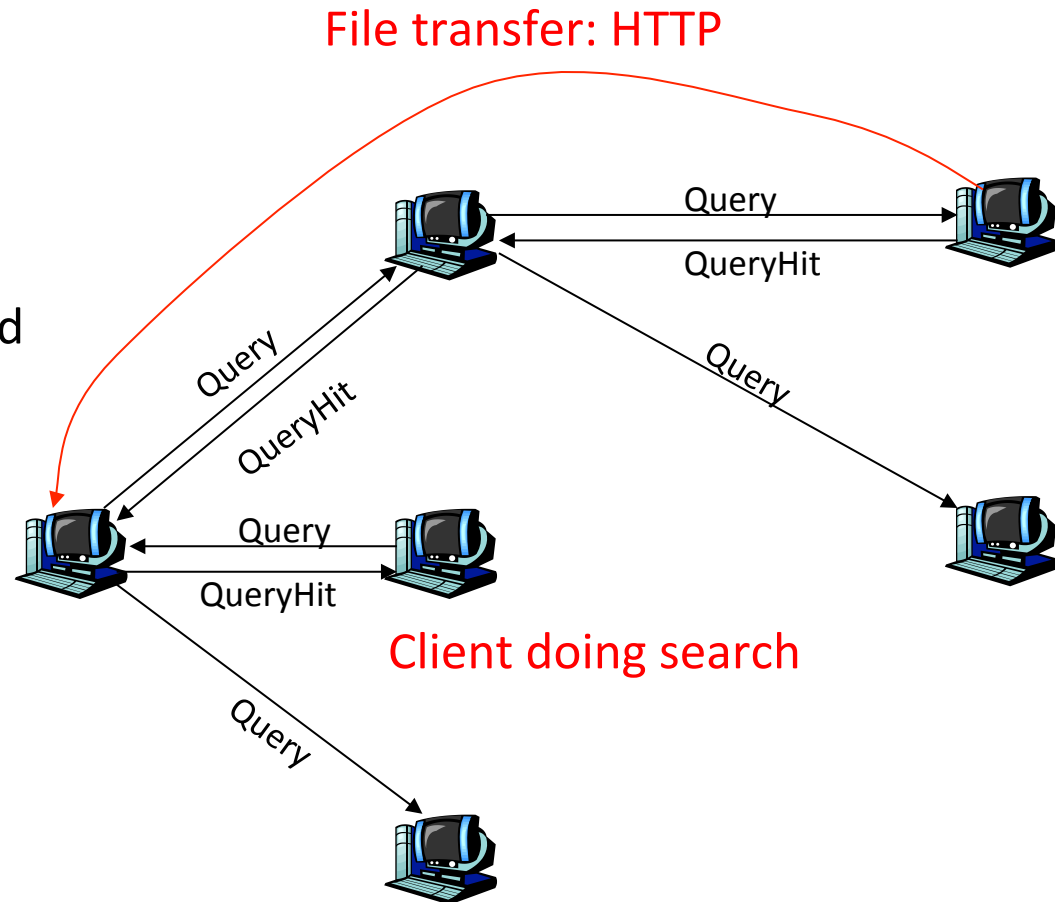 File transfer: HTTP
Query
QueryHit
d
Query
Query
QueryHit
Query
QueryHit
Client doing search
Query